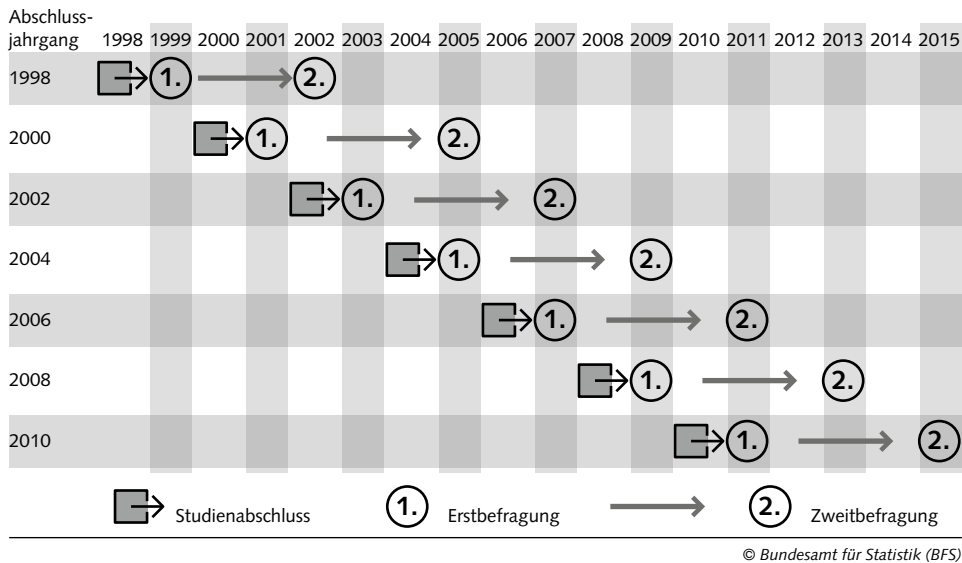 Abschluss-
jahrgang 1998 1999 2000 2001 2002 2003 2004 2005 2006 2007 2008 2009 2010 2011 2012 2013 2014 2015
1998 1. 2.
2000 1. 2.
2002 1. 2.
2004 1. 2.
2006 1. 2.
2008 1. 2.
2010 1. 2.
Studienabschluss 1. Erstbefragung 2. Zweitbefragung
© Bundesamt für Statistik (BFS)